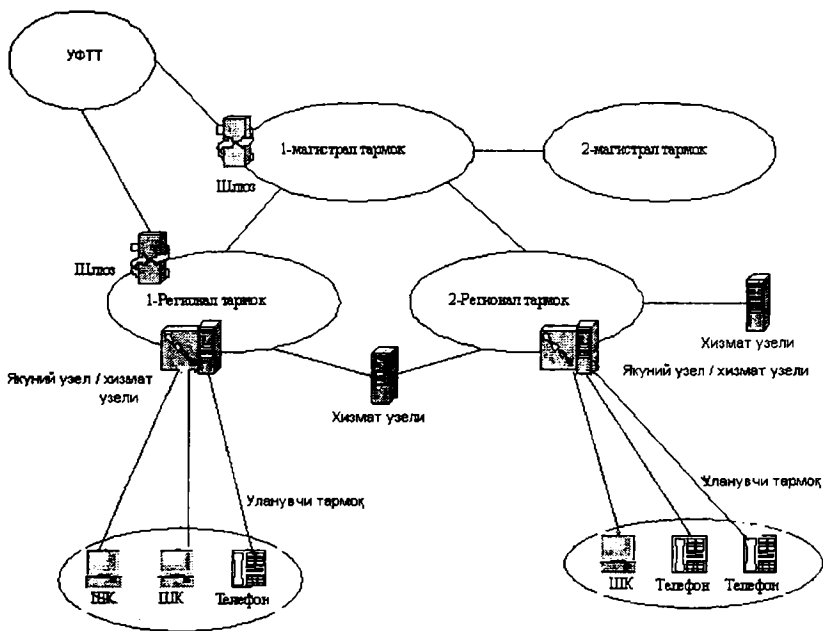 УФТТ
1-магистрал тармок
2-магистрал тармок
Шлюз
Шлюз
1-Регионал тармок
2-Регионал тармок
Хизмат узели
Якуний узел / хизмат
узели
Якуний узел / хизмат узели
Хизмат узели
Уланувчи тармоқ
Уланувчи тармоқ
ШК
ШК
Телефон
ШК
Телефон
Телефон